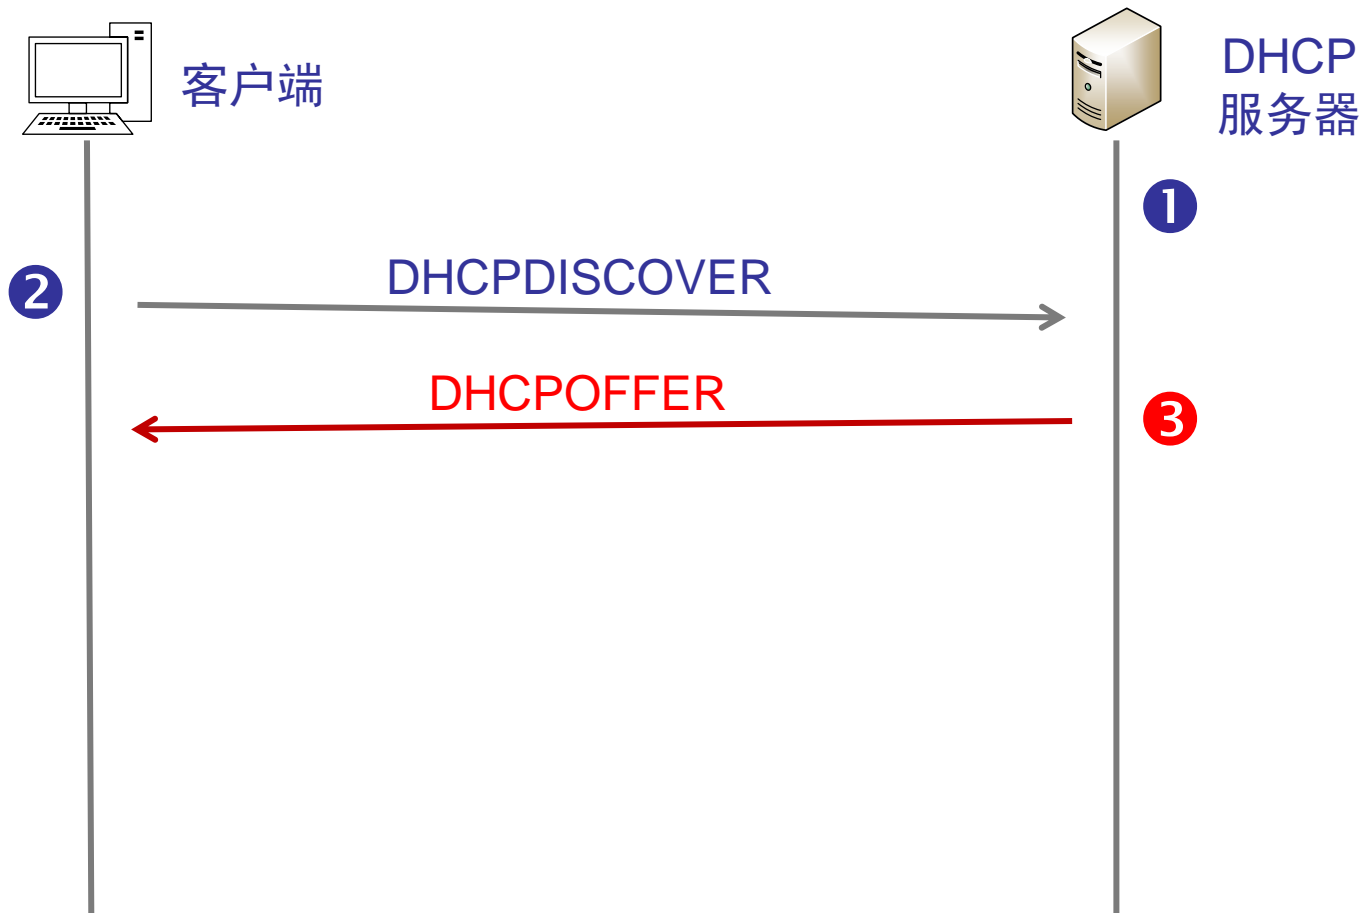 客户端
DHCP
服务器
❶
❷
DHCPDISCOVER
DHCPOFFER
❸